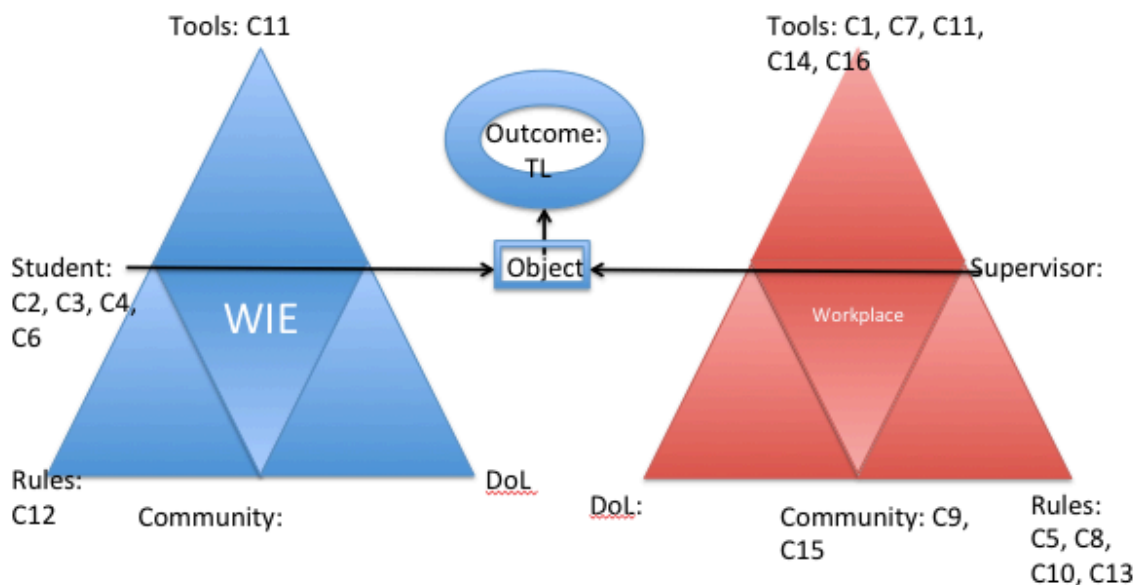 Tools: C11
Tools: C1, C7, C11,
C14, C16
Outcome:
TL
Student:
C2, C3, C4,
C6
Object
Supervisor:
WIE
Workplace
Rules:
C12
Community:
DoL
DoL:
Community: C9,
C15
Rules:
C5, C8,
C10, C13